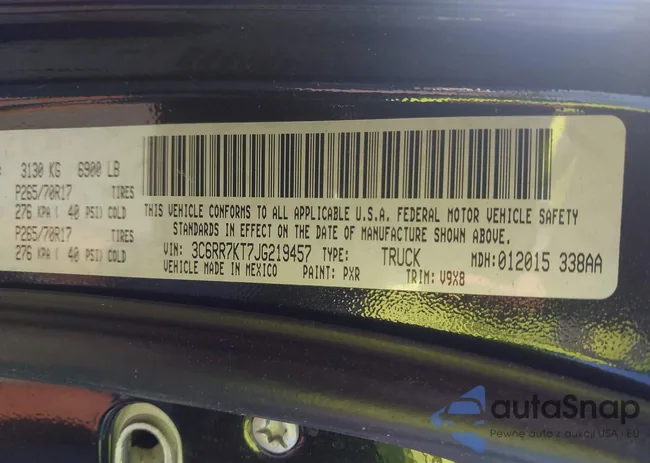 : 3130 KG 6900 LB
P265/70R17 TIRES
276 KPA ( 40 PSI) COLD
P265/70R17 TIRES
276 KPA ( 40 PSI) COLD
THIS VEHICLE CONFORMS TO ALL APPLICABLE U.S.A. FEDERAL MOTOR VEHICLE SAFETY
STANDARDS IN EFFECT ON THE DATE OF MANUFACTURE SHOWN ABOVE.
VIN: 3C6RR7KT7JG219457 TYPE: TRUCK MDH:012015 338AA
VEHICLE MADE IN MEXICO PAINT: PXR TRIM: V9X8
autaSnap
Pewne auta z aukcji USA i EU